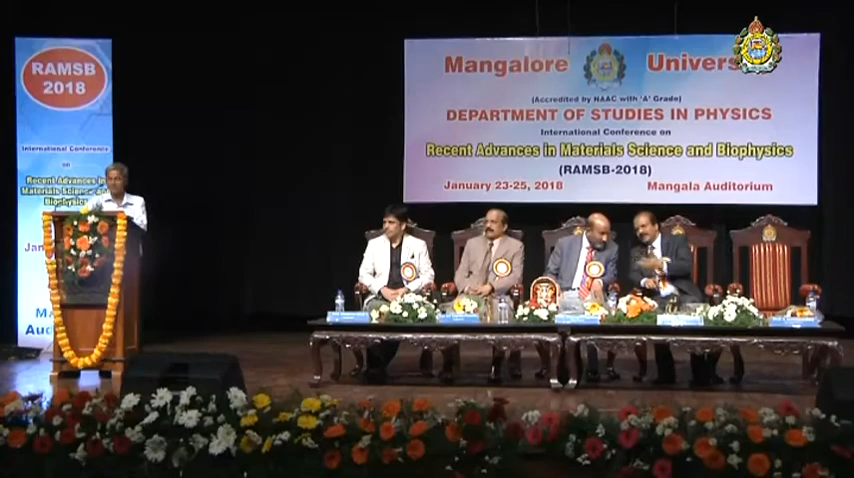 RAMSB
2018
International Conference
on
Recent Advances in
Materials Science and
Mangalore Univers
(Accredited by NAAC with 'A' Grade)
DEPARTMENT OF STUDIES IN PHYSICS
International Conference on
Recent Advances in Materials Science and Biophysics
(RAMSB-2018)
January 23-25, 2018 Mangala Auditorium